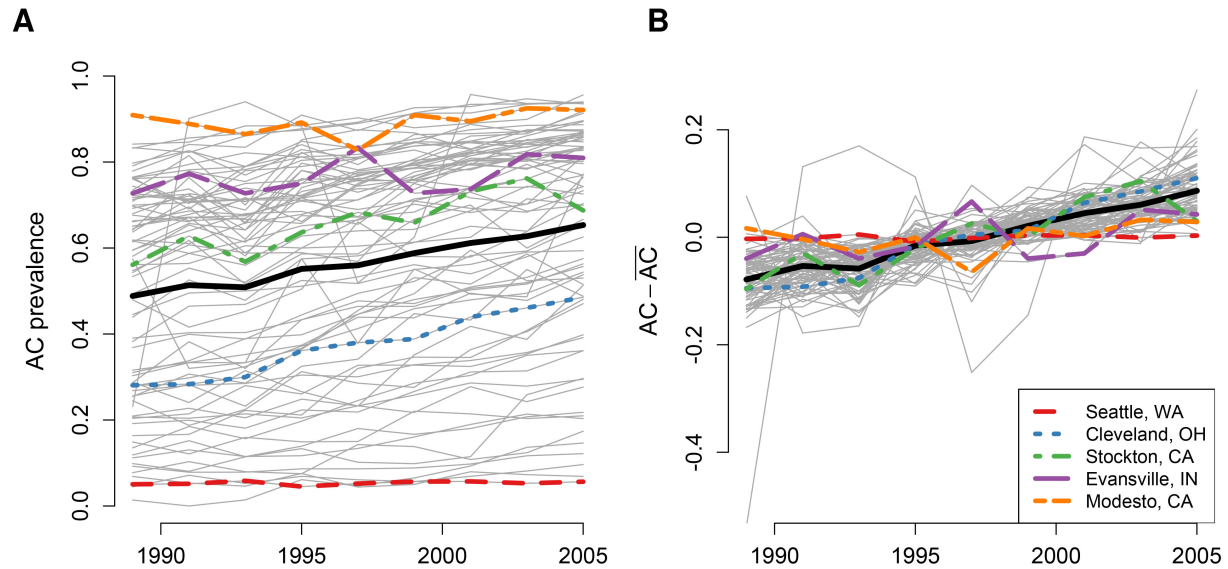 A
AC prevalence
1.0
0.8
0.6
0.4
0.2
0.0
1990 1995 2000 2005
B
AC − A̅C̅
0.2
0.0
-0.2
-0.4
1990 1995 2000 2005
Seattle, WA
Cleveland, OH
Stockton, CA
Evansville, IN
Modesto, CA